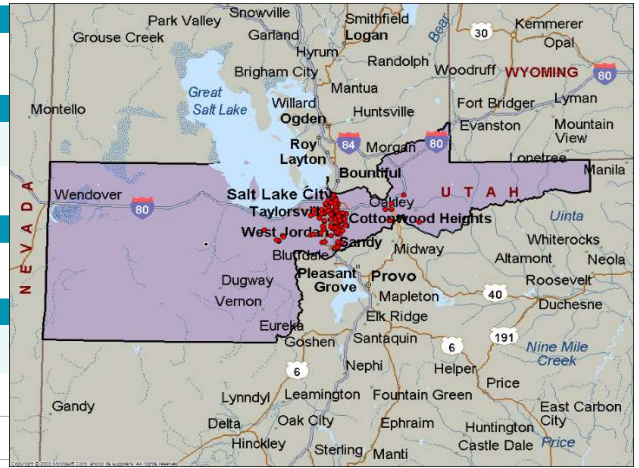 Snowville
Park Valley
Smithfield
Kemmerer
Grouse Creek
Garland
Logan
Bear
30
Opal
Hyrum
Randolph
Woodruff
WYOMING
80
Brigham City
Great
Salt Lake
Mantua
Willard
Huntsville
Fort Bridger
Lyman
Montello
Ogden
Evanston
Mountain
View
Roy
84
Morgan
80
Layton
Lonetree
Manila
Bountiful
NEVADA
Wendover
80
Salt Lake City
Oakley
UTAH
Taylorsvil
Cottonwood Heights
Uinta
West Jordan
Sandy
Midway
Whiterocks
Bluffdale
Altamont
Neola
Dugway
Pleasant
Grove
Provo
Roosevelt
Vernon
Mapleton
40
Duchesne
Elk Ridge
Eureka
Goshen
Santaquin
191
6
Nine Mile
Creek
6
Nephi
Helper
Price
Lynndyl
Leamington
Fountain Green
Gandy
East Carbon
City
Delta
Oak City
Ephraim
Huntington
Hinckley
Castle Dale
Price
Sterling
Manti